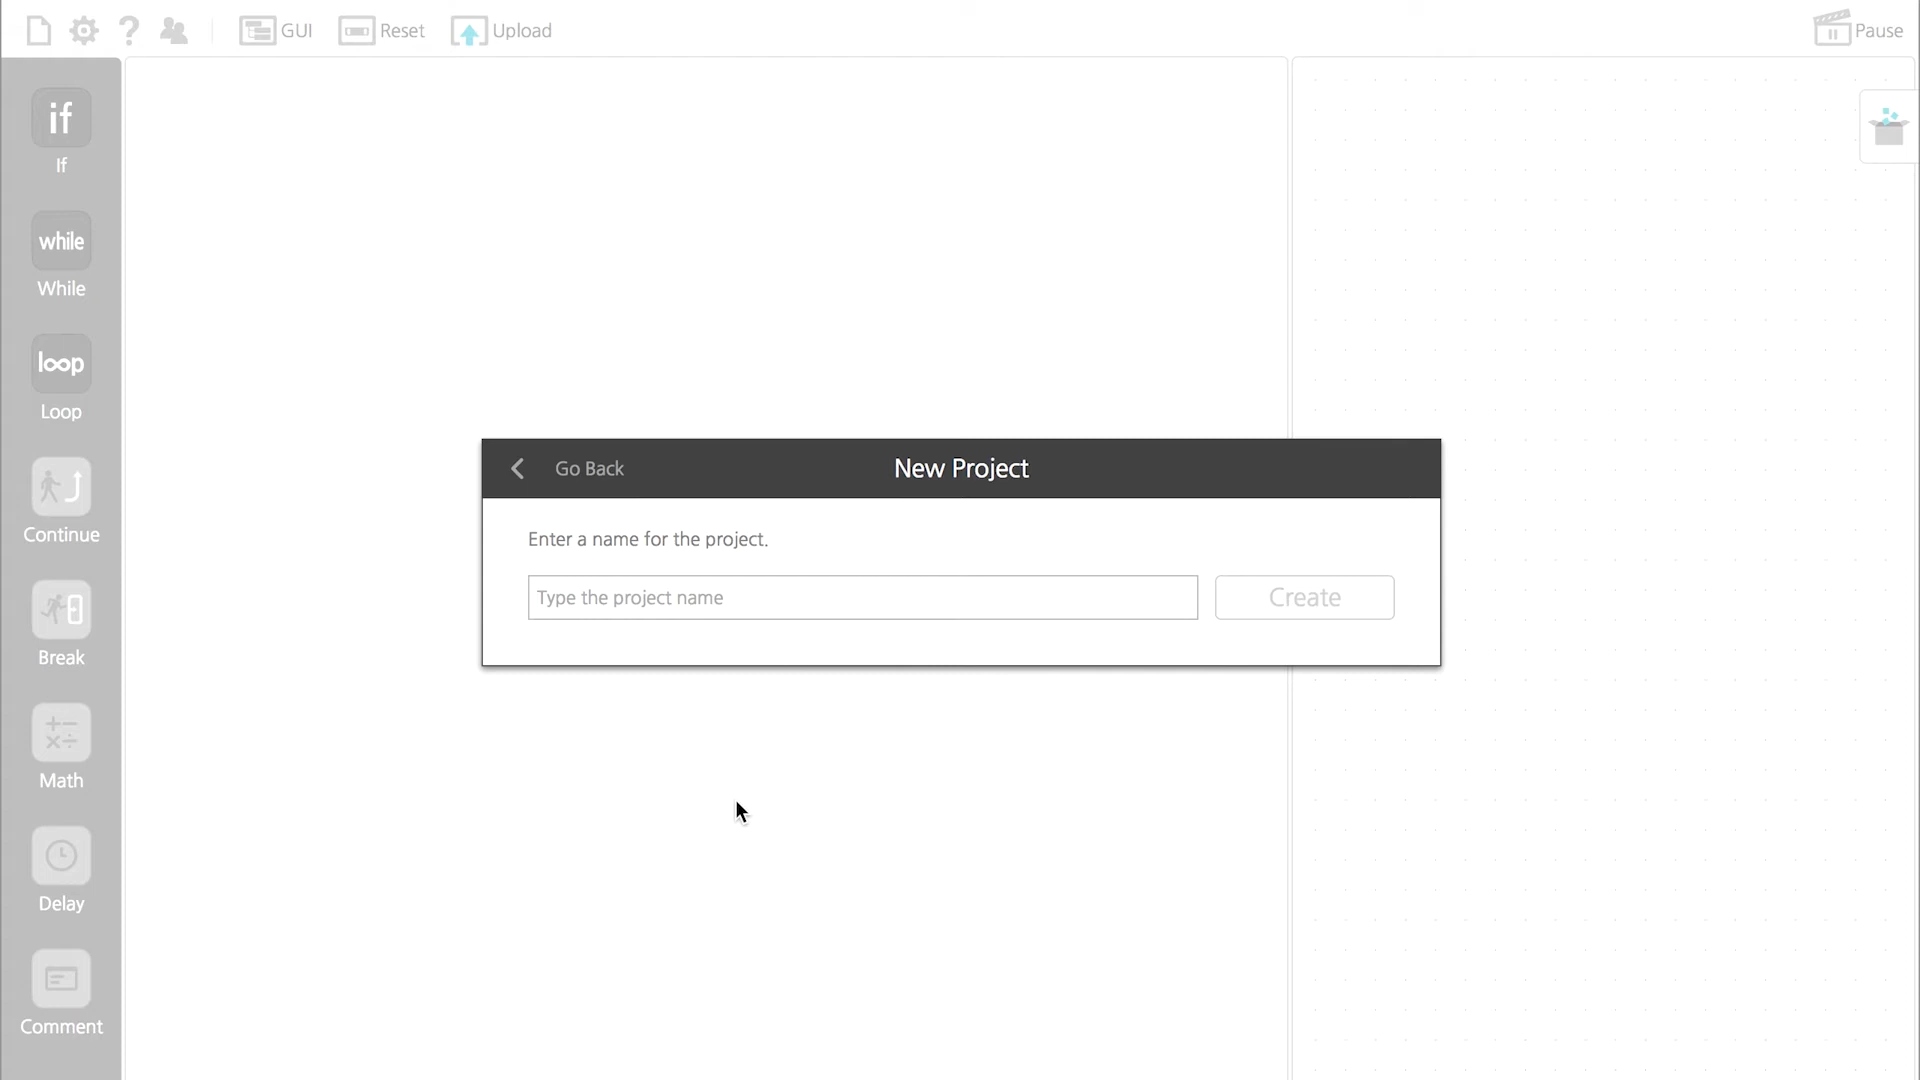 GUI
Reset
Upload
Pause
if
If
while
While
loop
Loop
Continue
Break
Math
Delay
Comment
Go Back
New Project
Enter a name for the project.
Type the project name
Create